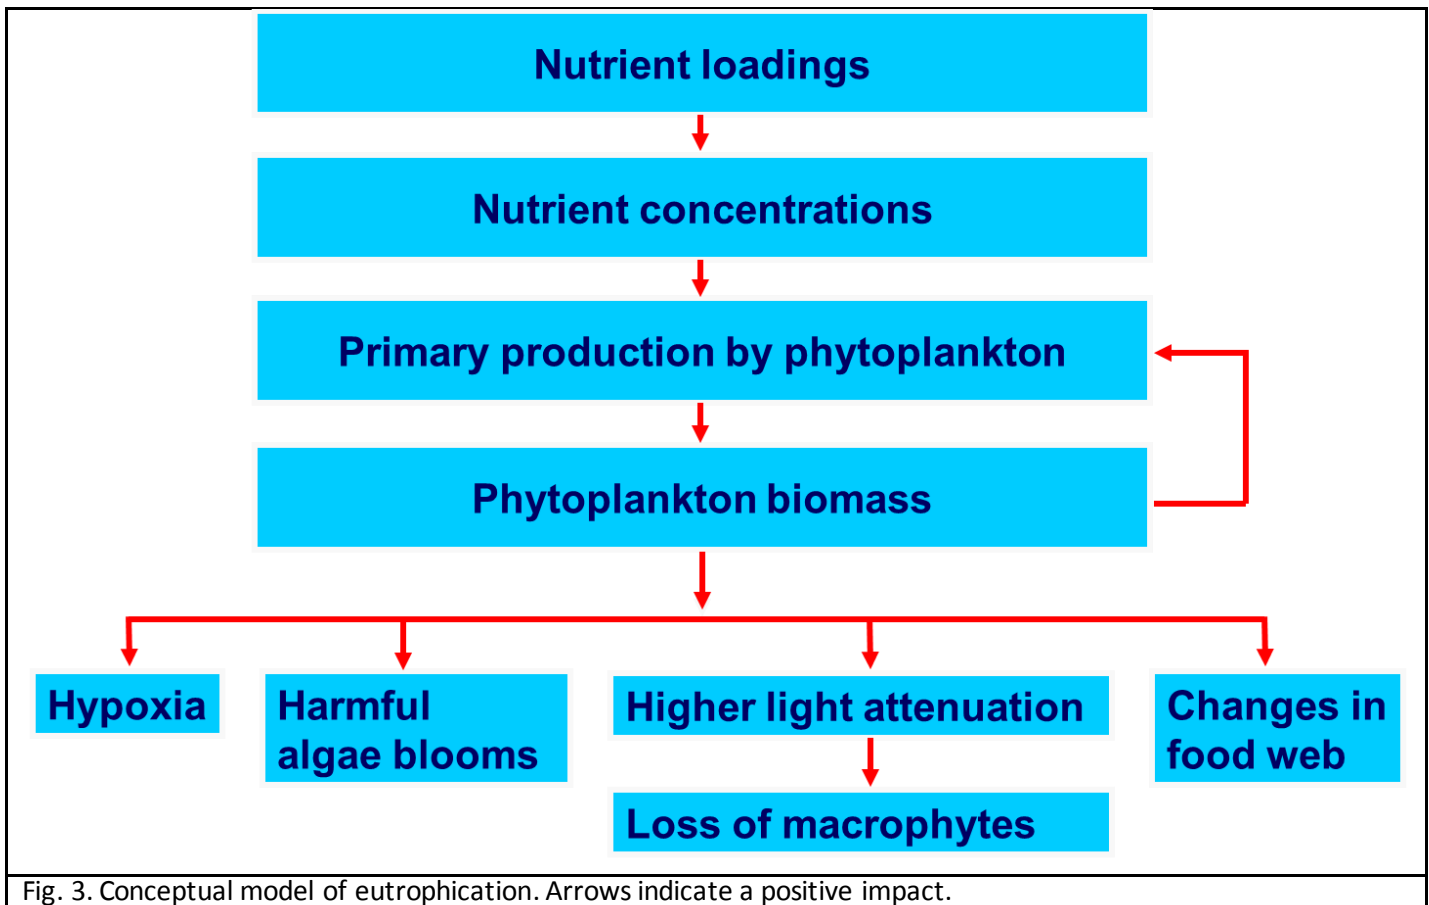 Nutrient loadings
Nutrient concentrations
Primary production by phytoplankton
Phytoplankton biomass
Hypoxia
Harmful
algae blooms
Higher light attenuation
Changes in
food web
Loss of macrophytes
Fig. 3. Conceptual model of eutrophication. Arrows indicate a positive impact.